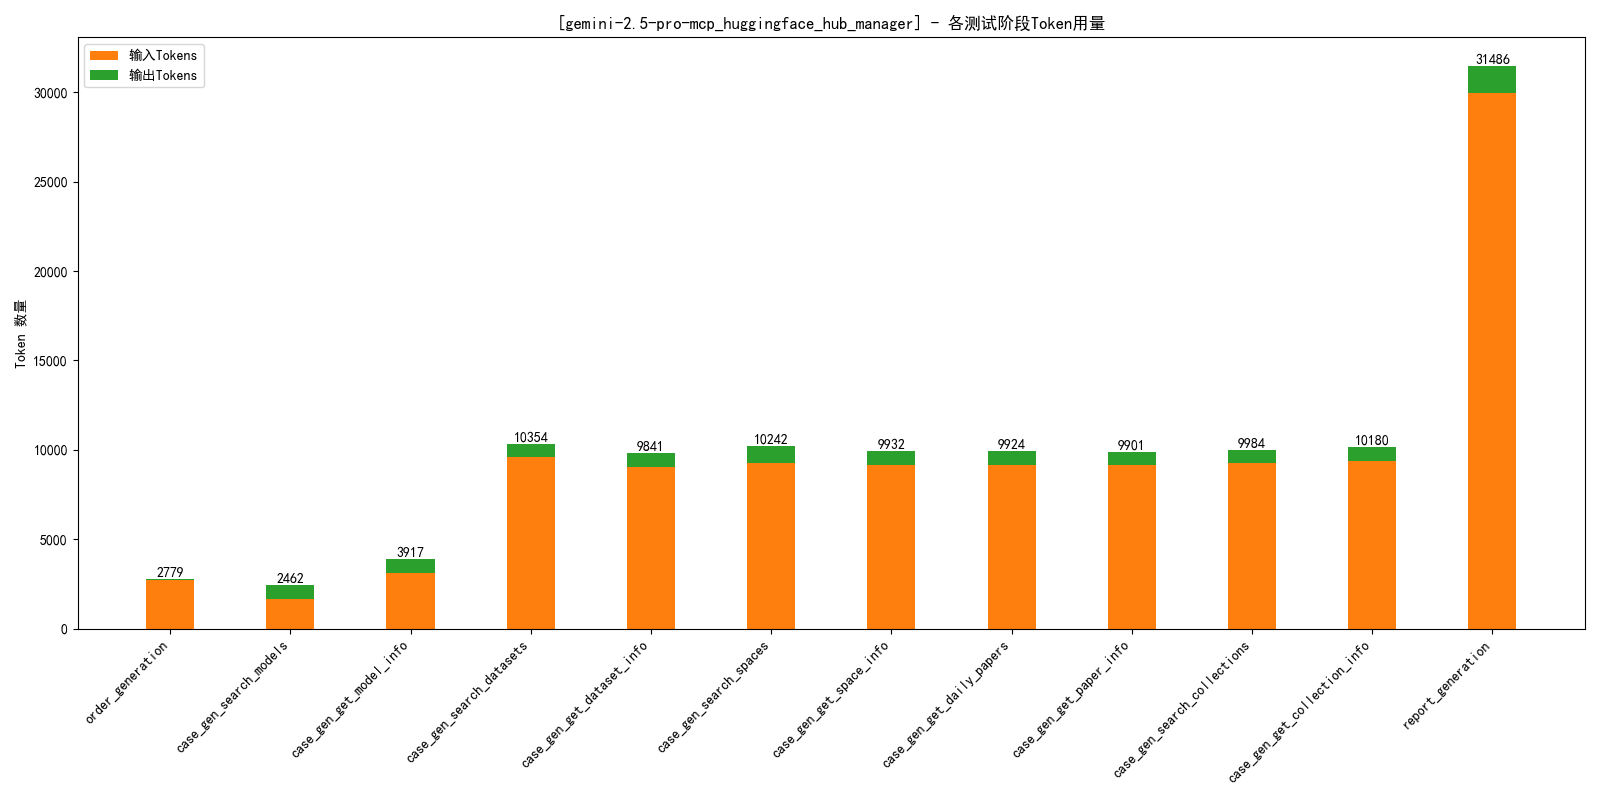 [gemini-2.5-pro-mcp_huggingface_hub_manager] - 各测试阶段Token用量
输入Tokens
输出Tokens
Token 数量
30000
25000
20000
15000
10000
5000
0
2779
2462
3917
10354
9841
10242
9932
9924
9901
9984
10180
31486
order_generation
case_gen_search_models
case_gen_get_model_info
case_gen_search_datasets
case_gen_get_dataset_info
case_gen_search_spaces
case_gen_get_space_info
case_gen_get_daily_papers
case_gen_get_paper_info
case_gen_search_collections
case_gen_get_collection_info
report_generation